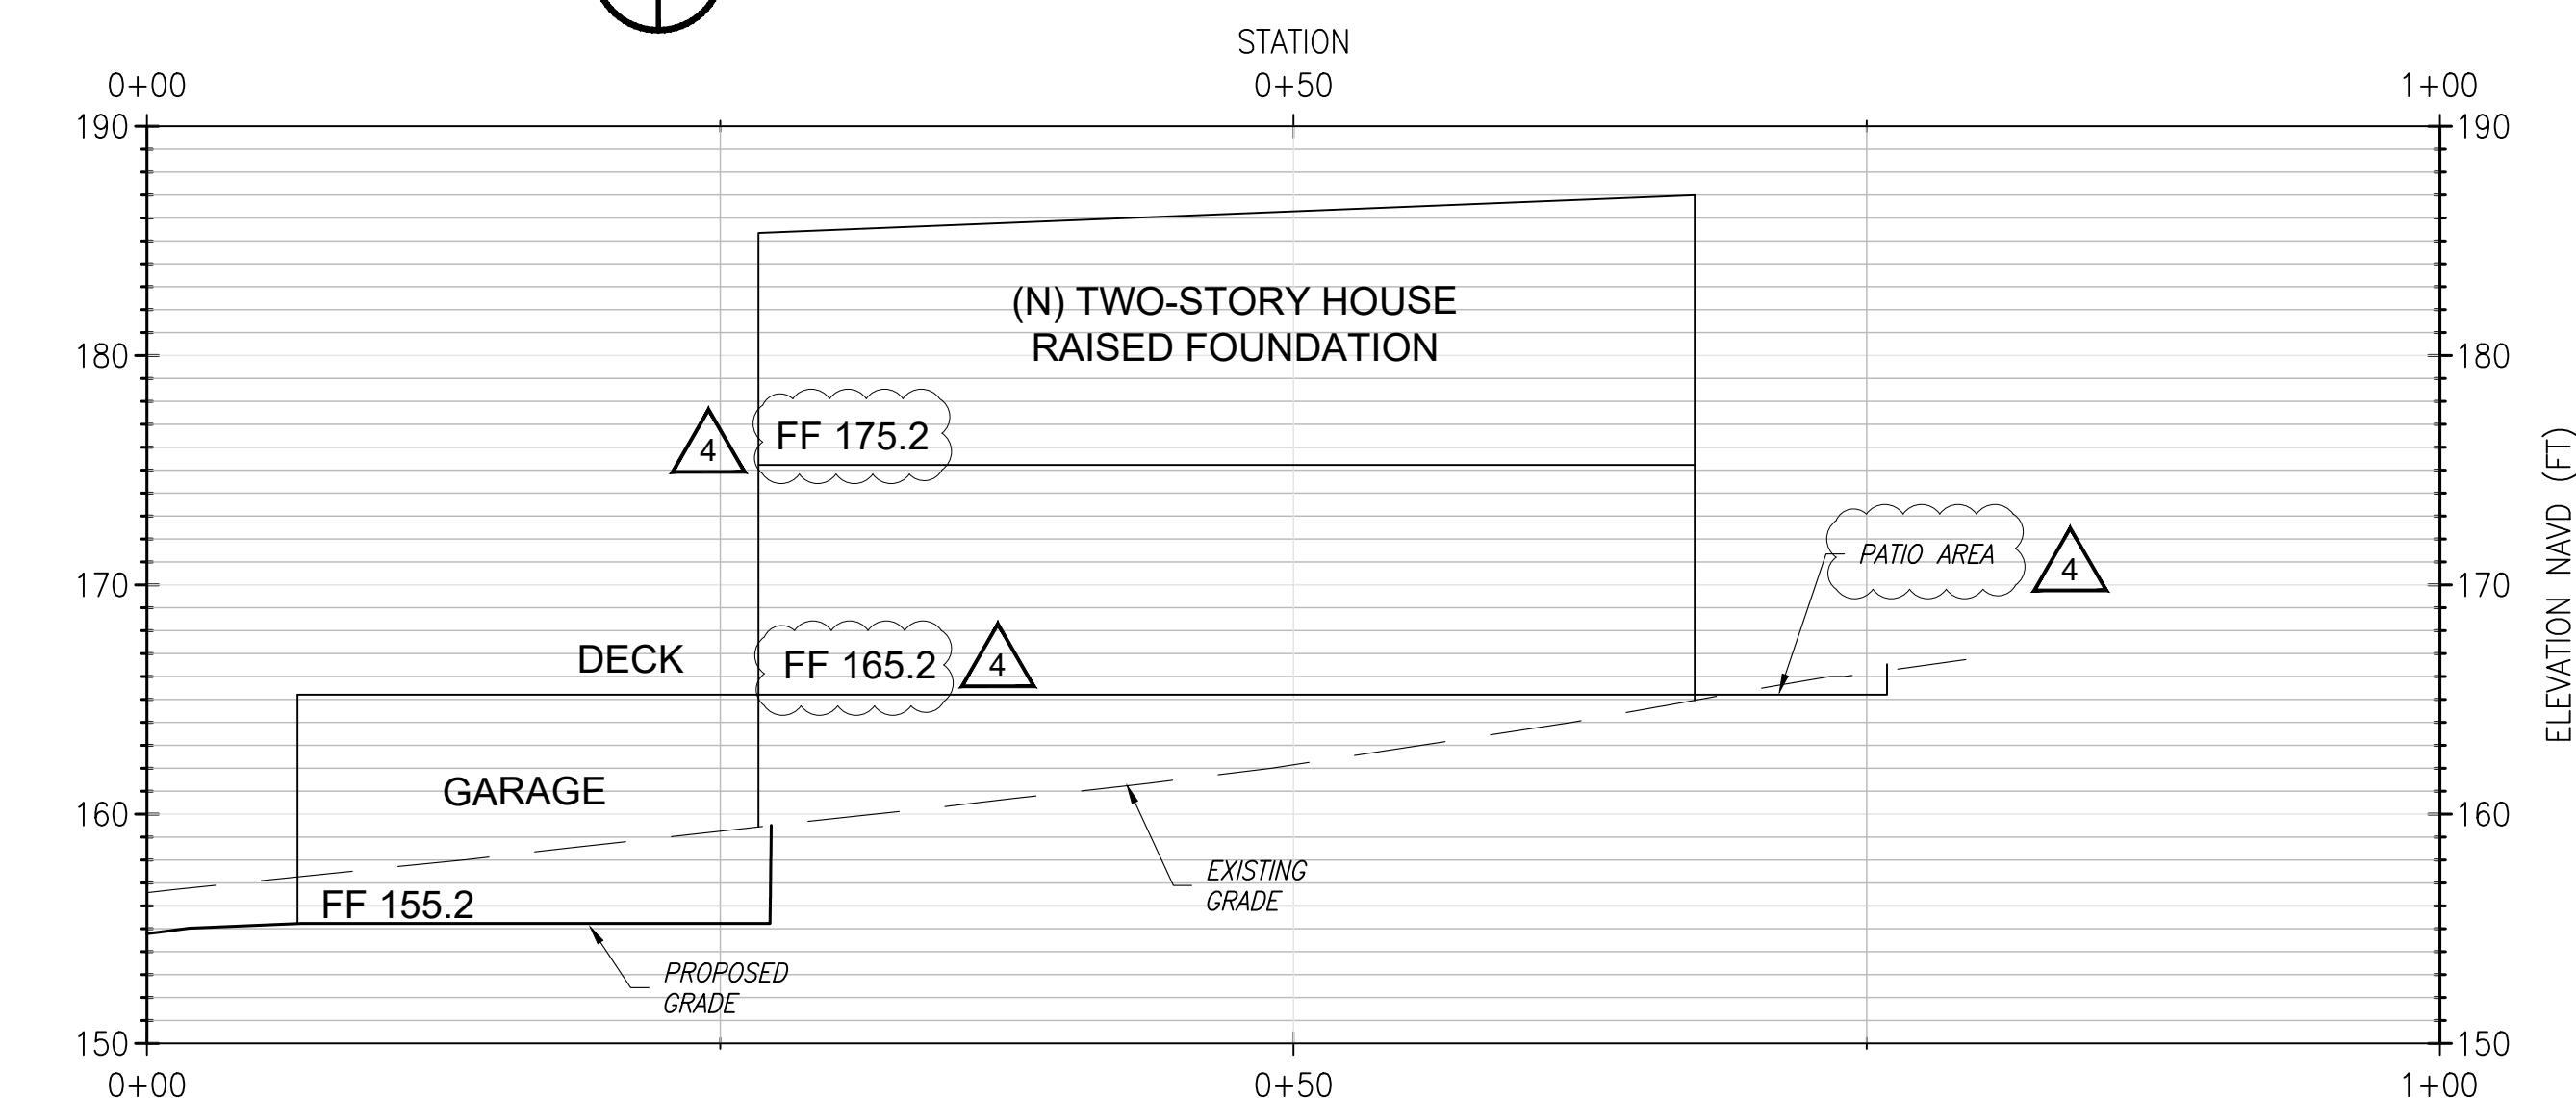 STATION
0+00 0+50 1+00
190 190
(N) TWO-STORY HOUSE
RAISED FOUNDATION
180 180
4 FF 175.2
PATIO AREA 4
170 170
ELEVATION NAVD (FT)
DECK FF 165.2 4
GARAGE
160 160
EXISTING
GRADE
FF 155.2
PROPOSED
GRADE
150 150
0+00 0+50 1+00